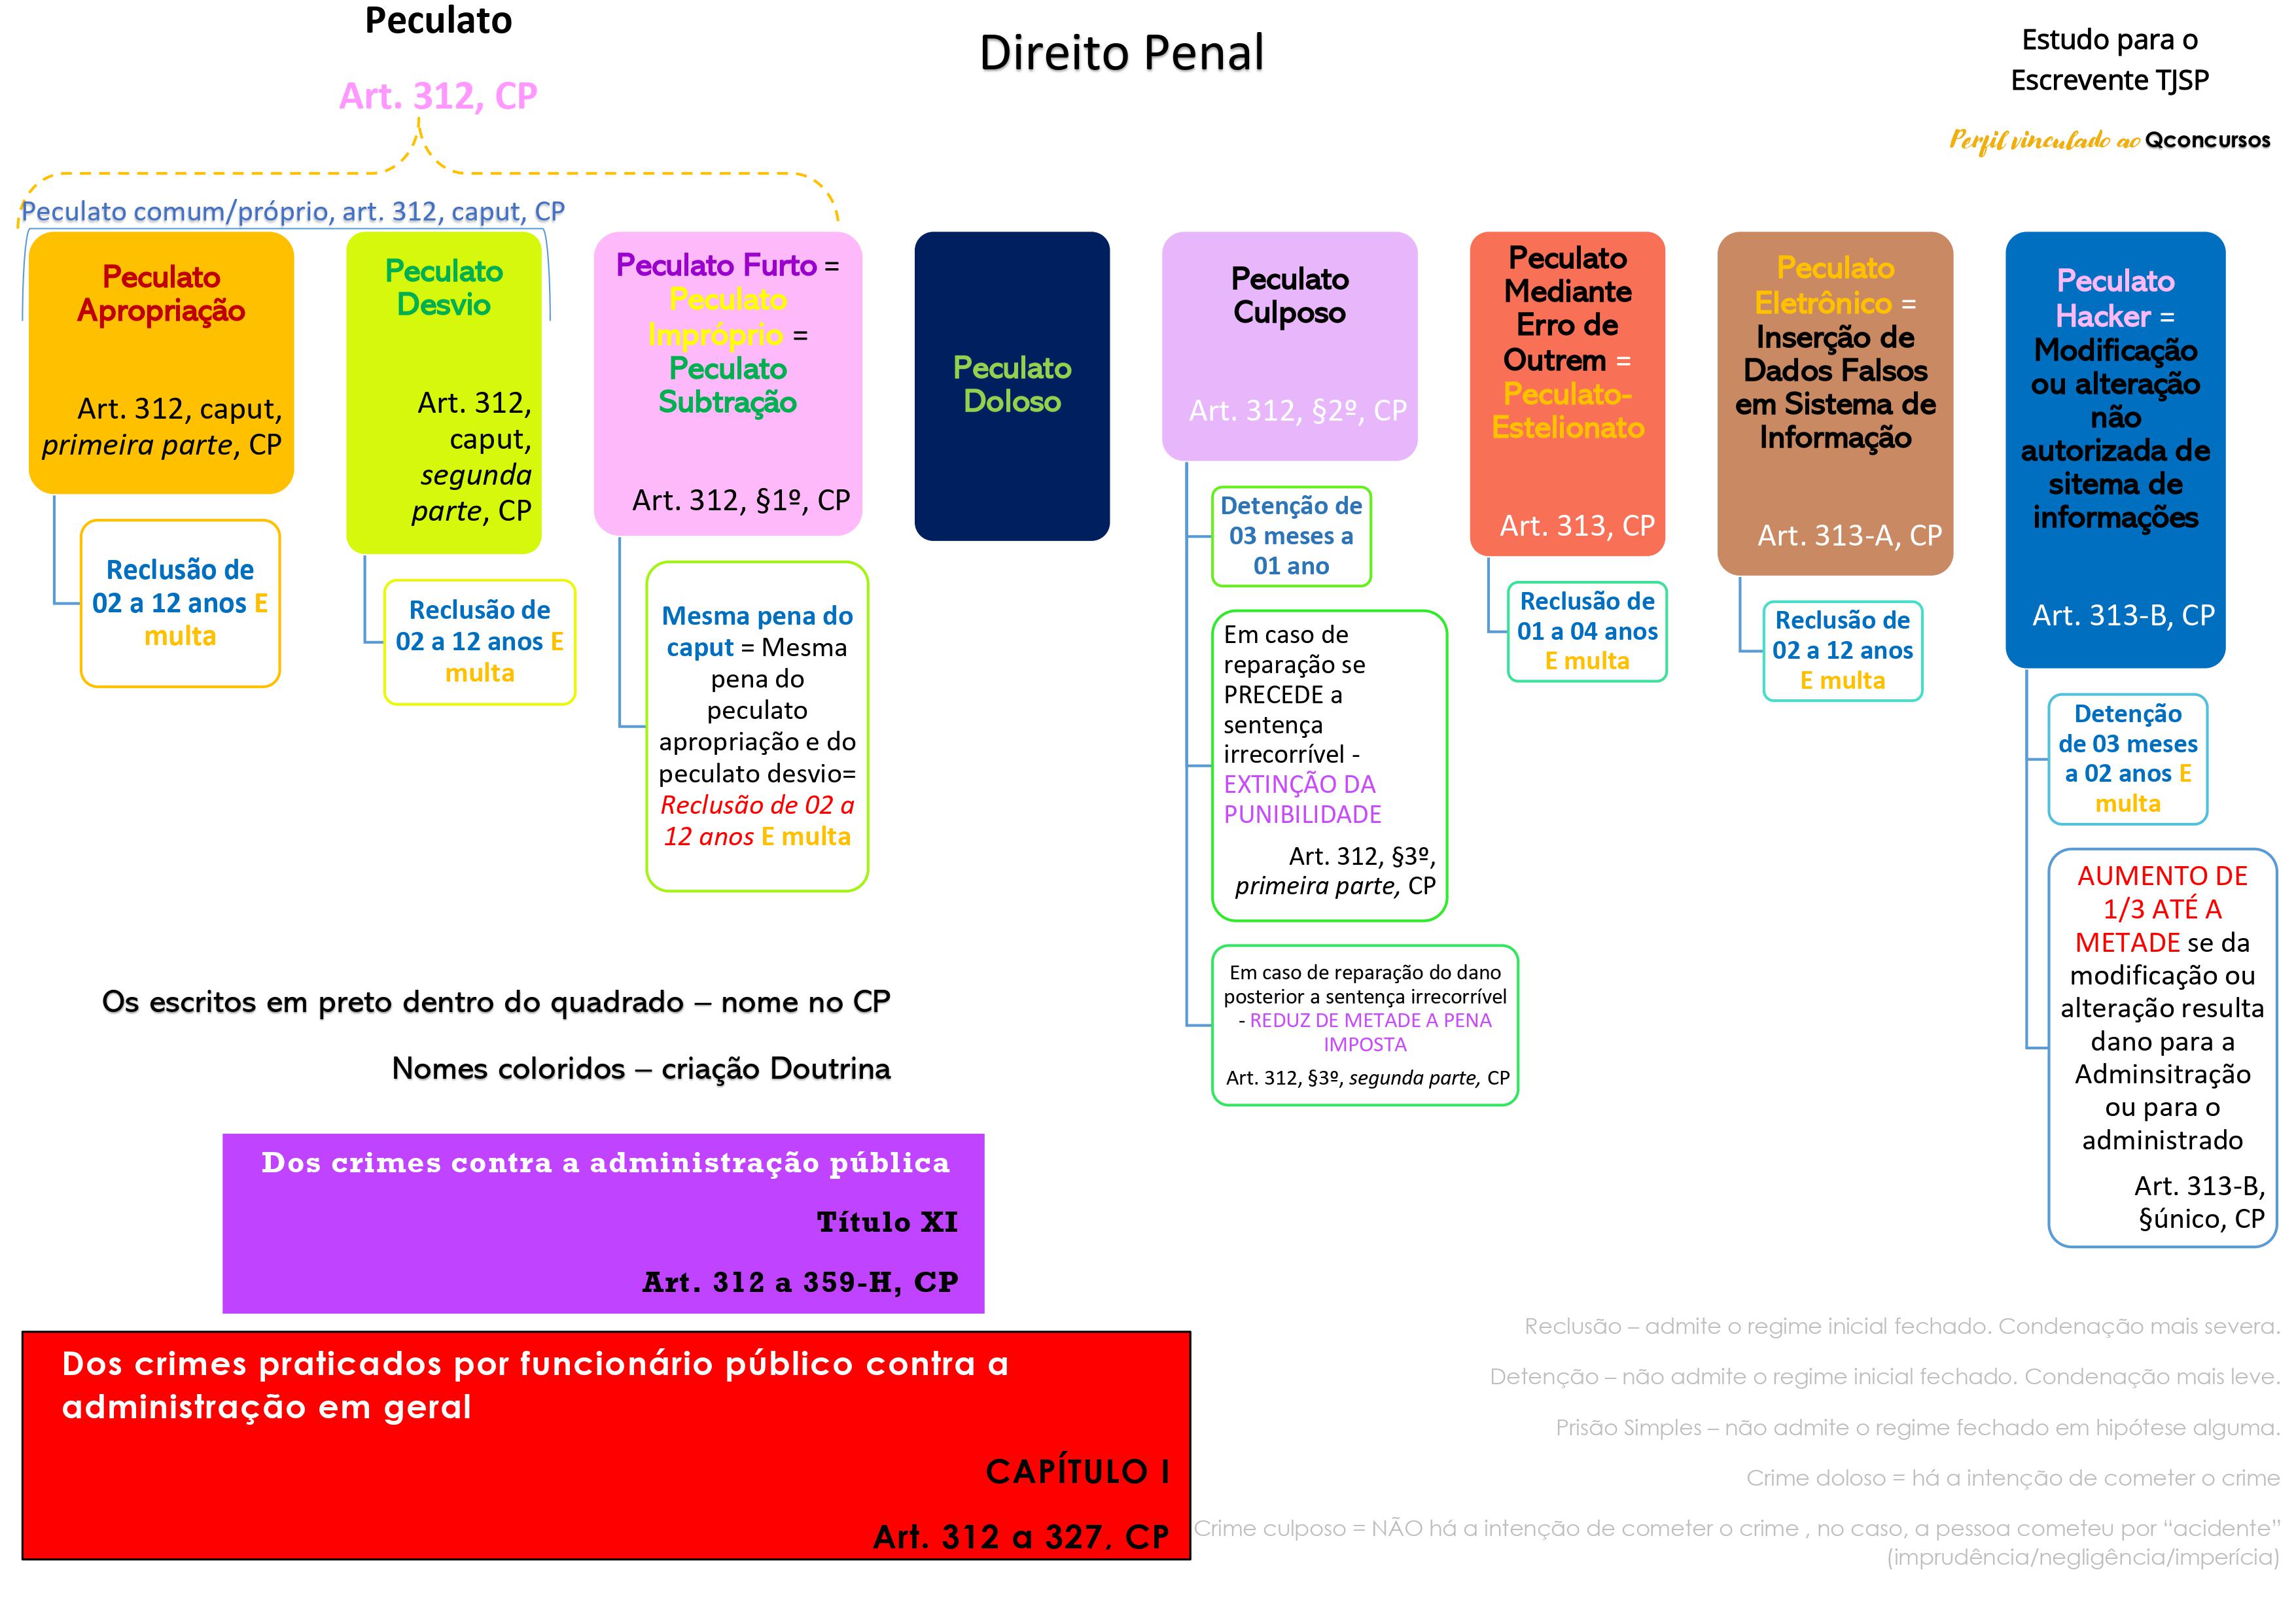 Peculato
Art. 312, CP
Direito Penal
Estudo para o
Escrevente TJSP
Perfil vinculado ao Qconcursos
Peculato comum/próprio, art. 312, caput, CP
Peculato
Apropriação
Art. 312, caput,
primeira parte, CP
Reclusão de
02 a 12 anos E
multa
Peculato
Desvio
Art. 312,
caput,
segunda
parte, CP
Reclusão de
02 a 12 anos E
multa
Peculato Furto =
Peculato
Impróprio =
Peculato
Subtração
Art. 312, §1º, CP
Mesma pena do
caput = Mesma
pena do
peculato
apropriação e do
peculato desvio=
Reclusão de 02 a
12 anos E multa
Peculato
Doloso
Peculato
Culposo
Art. 312, §2º, CP
Detenção de
03 meses a
01 ano
Em caso de
reparação se
PRECEDE a
sentença
irrecorrível -
EXTINÇÃO DA
PUNIBILIDADE
Art. 312, §3º,
primeira parte, CP
Em caso de reparação do dano
posterior a sentença irrecorrível
- REDUZ DE METADE A PENA
IMPOSTA
Art. 312, §3º, segunda parte, CP
Peculato
Mediante
Erro de
Outrem =
Peculato-
Estelionato
Art. 313, CP
Reclusão de
01 a 04 anos
E multa
Peculato
Eletrônico =
Inserção de
Dados Falsos
em Sistema de
Informação
Art. 313-A, CP
Reclusão de
02 a 12 anos
E multa
Peculato
Hacker =
Modificação
ou alteração
não
autorizada de
sitema de
informações
Art. 313-B, CP
Detenção
de 03 meses
a 02 anos E
multa
AUMENTO DE
1/3 ATÉ A
METADE se da
modificação ou
alteração resulta
dano para a
Adminsitração
ou para o
administrado
Art. 313-B,
§único, CP
Os escritos em preto dentro do quadrado – nome no CP
Nomes coloridos – criação Doutrina
Dos crimes contra a administração pública
Título XI
Art. 312 a 359-H, CP
Dos crimes praticados por funcionário público contra a
administração em geral
CAPÍTULO I
Art. 312 a 327, CP
Reclusão – admite o regime inicial fechado. Condenação mais severa.
Detenção – não admite o regime inicial fechado. Condenação mais leve.
Prisão Simples – não admite o regime fechado em hipótese alguma.
Crime doloso = há a intenção de cometer o crime
Crime culposo = NÃO há a intenção de cometer o crime , no caso, a pessoa cometeu por “acidente”
(imprudência/negligência/imperícia)